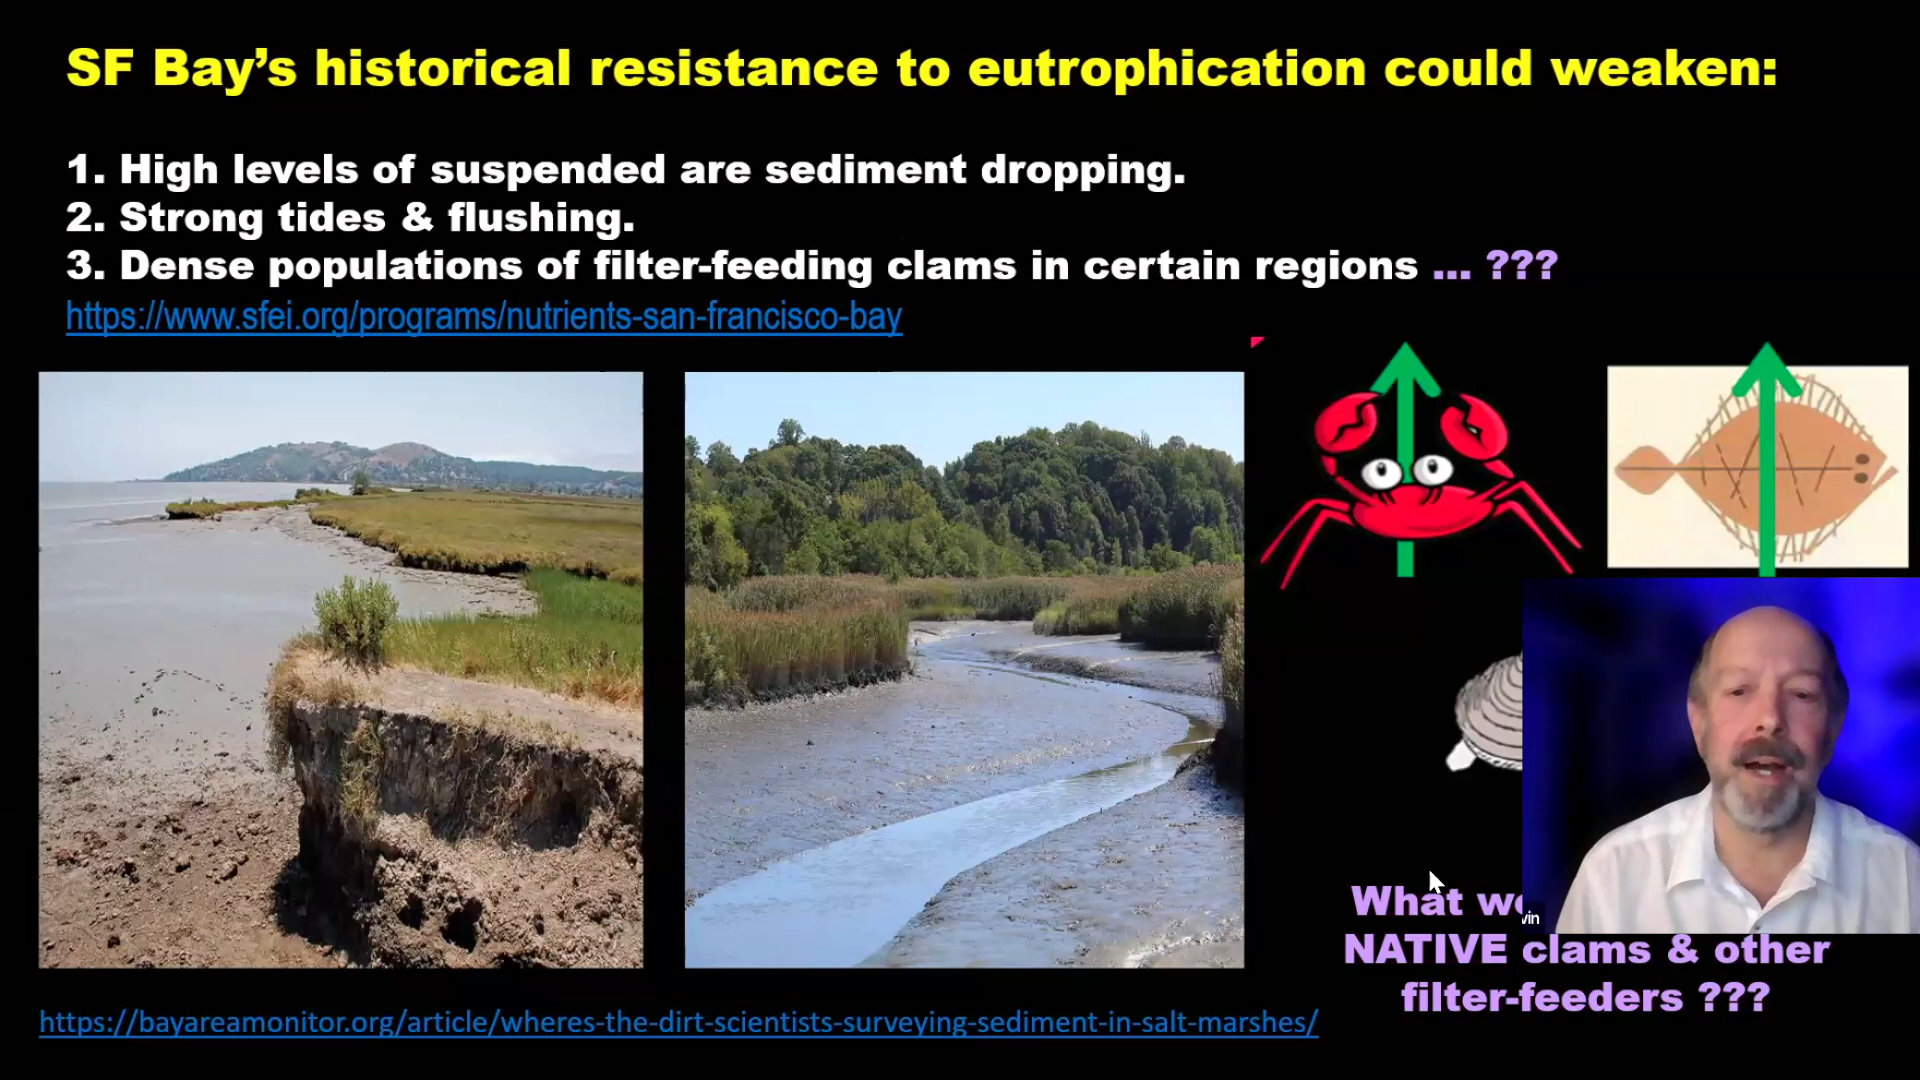 SF Bay’s historical resistance to eutrophication could weaken:
1. High levels of suspended are sediment dropping.
2. Strong tides & flushing.
3. Dense populations of filter-feeding clams in certain regions ... ???
https://www.sfei.org/programs/nutrients-san-francisco-bay
What
vin
NATIVE clams & other
filter-feeders ???
https://bayareamonitor.org/article/wheres-the-dirt-scientists-surveying-sediment-in-salt-marshes/